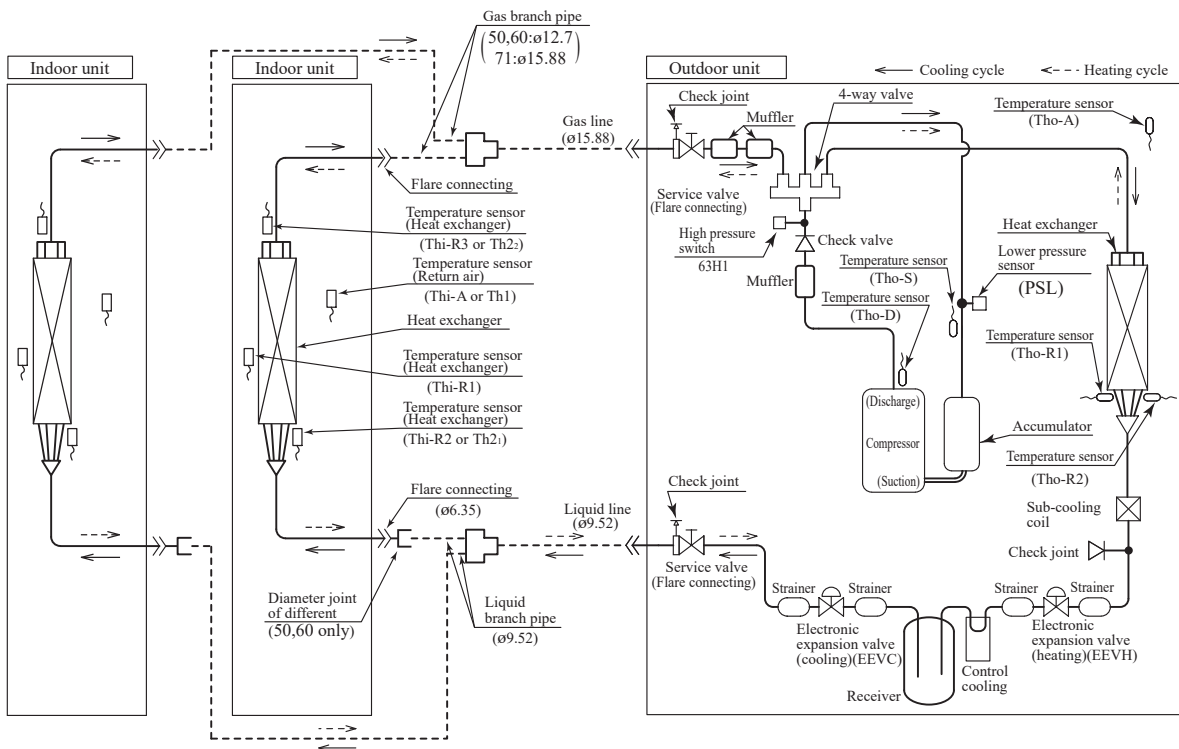 Gas branch pipe
50,60:ø12.7
71:ø15.88
Indoor unit
Indoor unit
Outdoor unit
Cooling cycle
Heating cycle
Check joint
4-way valve
Temperature sensor
(Tho-A)
Gas line
(ø15.88)
Muffler
Flare connecting
Service valve
(Flare connecting)
Temperature sensor
(Heat exchanger)
(Thi-R3 or Th2₂)
High pressure
switch
63H1
Check valve
Heat exchanger
Temperature sensor
(Return air)
(Thi-A or Th1)
Muffler
Temperature sensor
(Tho-S)
Lower pressure
sensor
(PSL)
Temperature sensor
(Tho-D)
Heat exchanger
Temperature sensor
(Tho-R1)
Temperature sensor
(Heat exchanger)
(Thi-R1)
Temperature sensor
(Heat exchanger)
(Thi-R2 or Th2₁)
(Discharge)
Compressor
(Suction)
Accumulator
Temperature sensor
(Tho-R2)
Flare connecting
(ø6.35)
Liquid line
(ø9.52)
Check joint
Sub-cooling
coil
Check joint
Service valve
(Flare connecting)
Diameter joint
of different
(50,60 only)
Liquid
branch pipe
(ø9.52)
Strainer
Strainer
Strainer
Strainer
Electronic
expansion valve
(cooling)(EEVC)
Electronic
expansion valve
(heating)(EEVH)
Control
cooling
Receiver